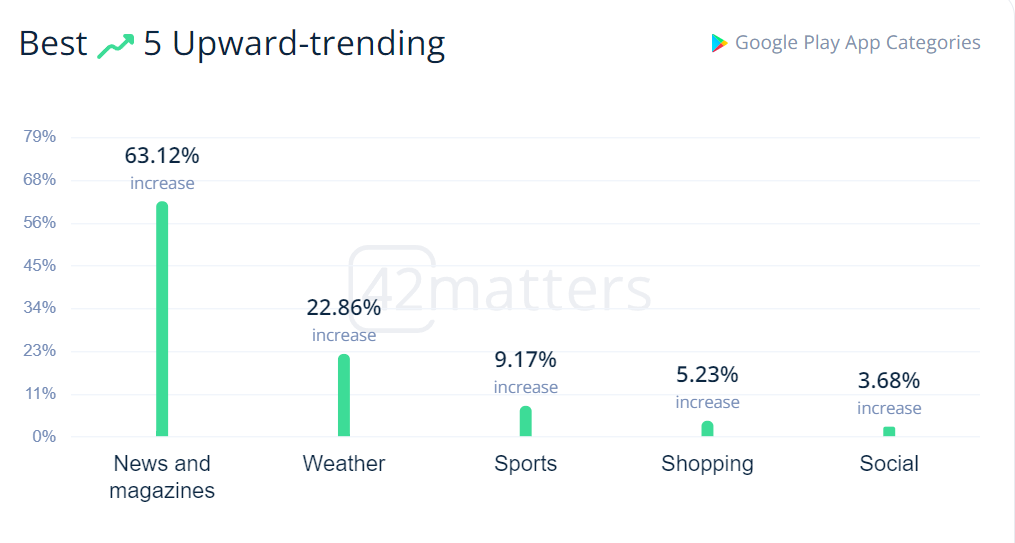 Best 5 Upward-trending
Google Play App Categories
79%
68%
56%
45%
34%
23%
11%
0%
63.12%
increase
22.86%
increase
9.17%
increase
5.23%
increase
3.68%
increase
42matters
News and
magazines
Weather
Sports
Shopping
Social